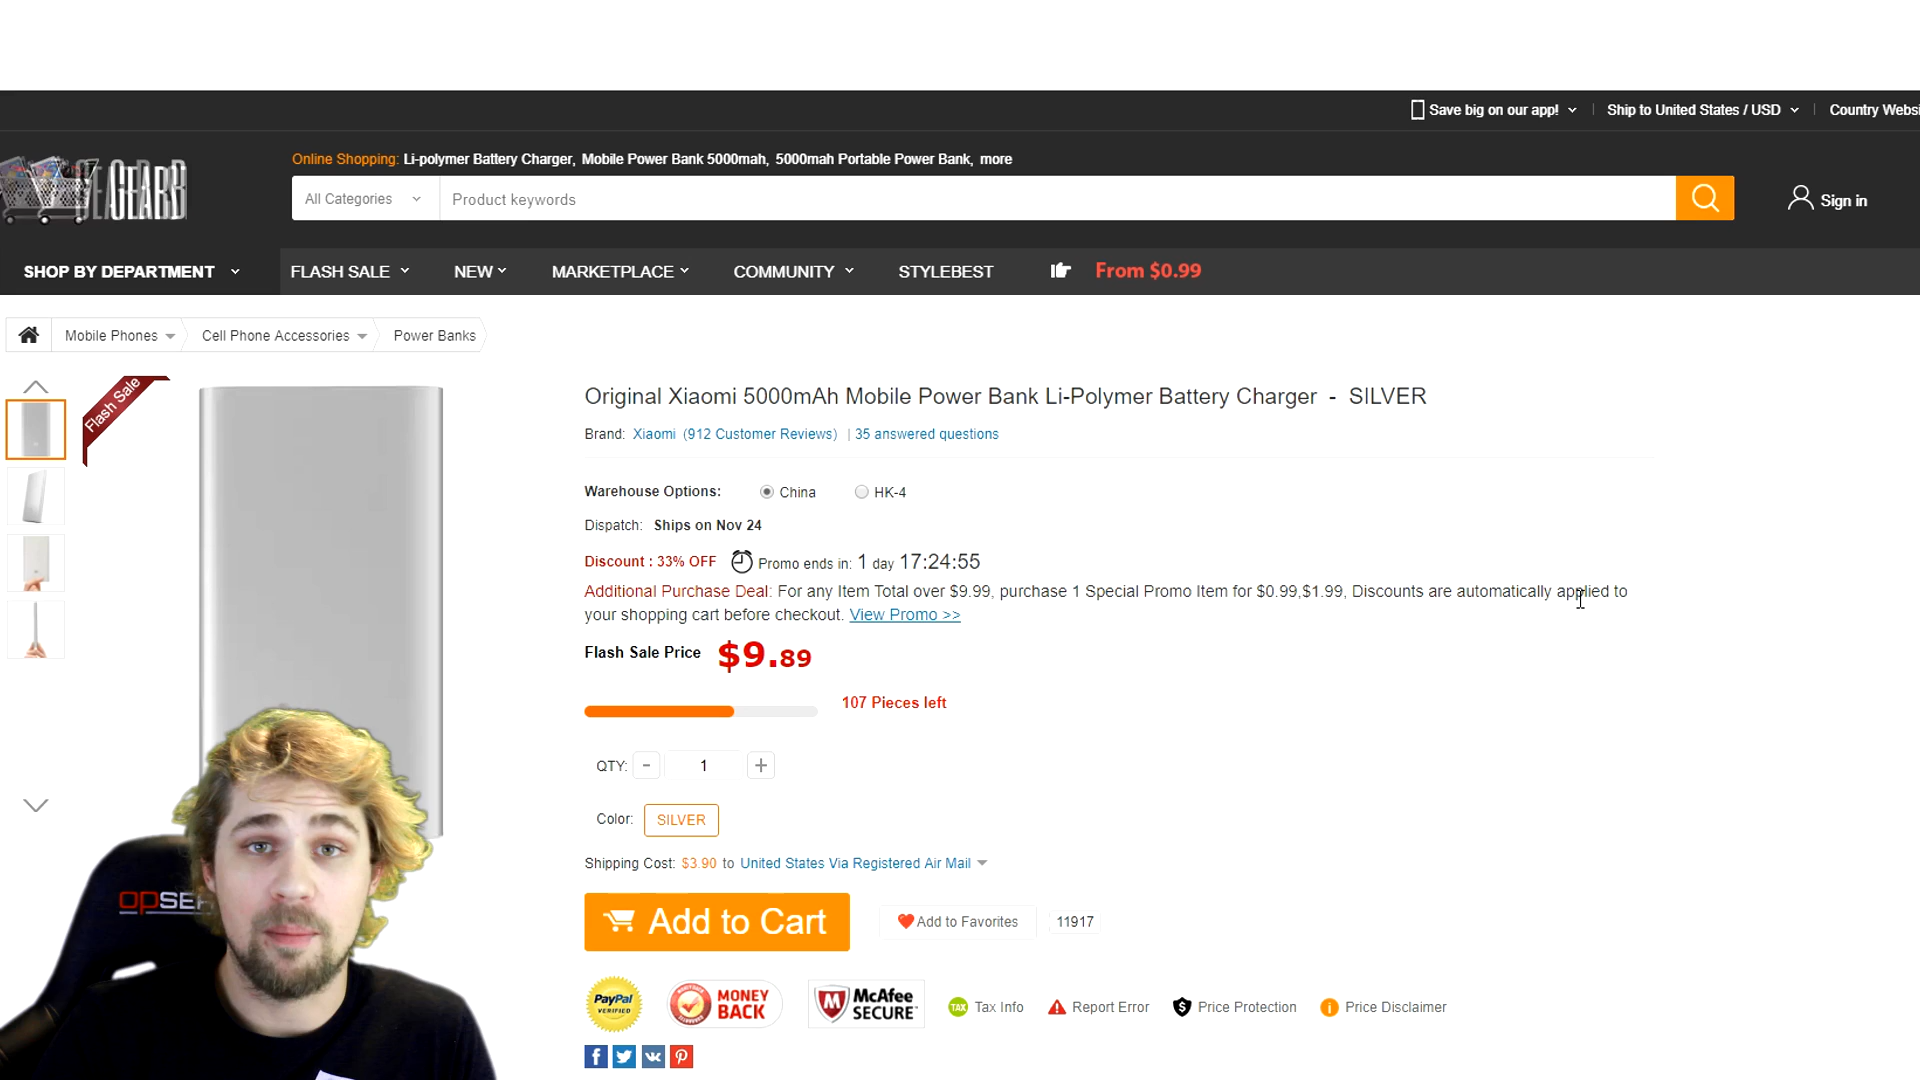 Save big on our app!
Ship to United States / USD
Country Websi
Online Shopping: Li-polymer Battery Charger, Mobile Power Bank 5000mah, 5000mah Portable Power Bank, more
All Categories
Product keywords
Sign in
SHOP BY DEPARTMENT
FLASH SALE
NEW
MARKETPLACE
COMMUNITY
STYLEBEST
From $0.99
Mobile Phones
Cell Phone Accessories
Power Banks
Flash Sale
Original Xiaomi 5000mAh Mobile Power Bank Li-Polymer Battery Charger - SILVER
Brand: Xiaomi (912 Customer Reviews) | 35 answered questions
Warehouse Options: China HK-4
Dispatch: Ships on Nov 24
Discount : 33% OFF Promo ends in: 1 day 17:24:55
Additional Purchase Deal: For any Item Total over $9.99, purchase 1 Special Promo Item for $0.99,$1.99, Discounts are automatically applied to
your shopping cart before checkout. View Promo >>
Flash Sale Price $9.89
107 Pieces left
QTY: - 1 +
Color: SILVER
Shipping Cost: $3.90 to United States Via Registered Air Mail
Add to Cart
Add to Favorites
11917
PayPal
VERIFIED
MONEY
BACK
McAfee
SECURE
TAX
Tax Info
Report Error
Price Protection
Price Disclaimer